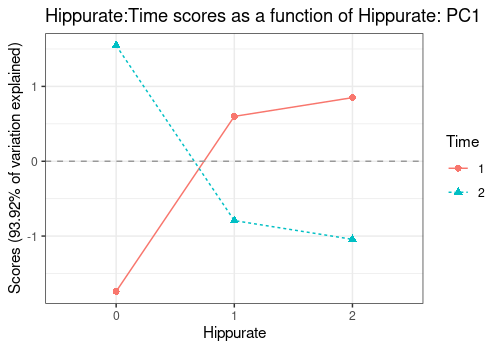 Hippurate:Time scores as a function of Hippurate: PC1
Scores (93.92% of variation explained)
1
0
-1
0
1
2
Hippurate
Time
1
2